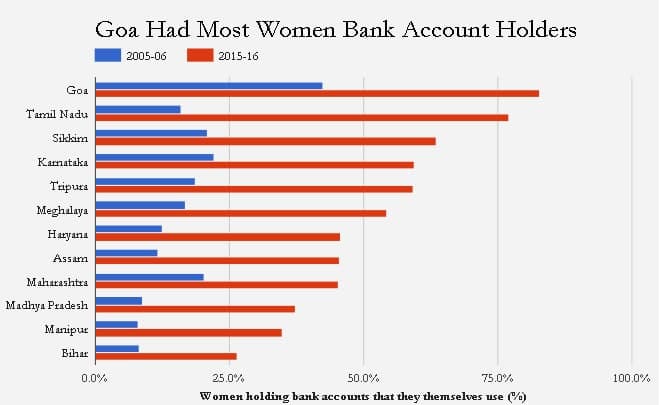 Goa Had Most Women Bank Account Holders
2005-06 2015-16
Goa
Tamil Nadu
Sikkim
Karnataka
Tripura
Meghalaya
Haryana
Assam
Maharashtra
Madhya Pradesh
Manipur
Bihar
0.0% 25.0% 50.0% 75.0% 100.0%
Women holding bank accounts that they themselves use (%)